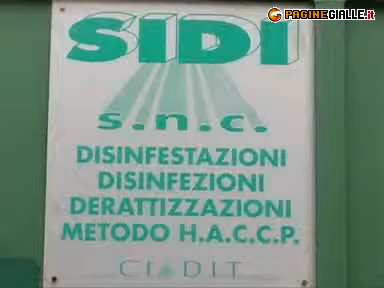 PAGINEGIALLE.it
SIDI
s.n.c.
DISINFESTAZIONI
DISINFEZIONI
DERATTIZZAZIONI
METODO H.A.C.C.P.
CIADIT